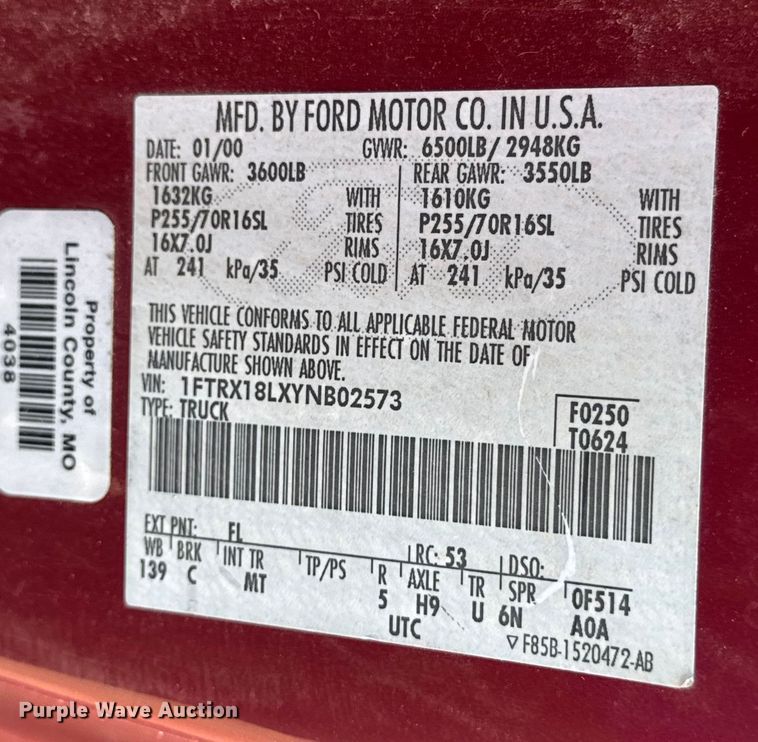 MFD. BY FORD MOTOR CO. IN U.S.A.
DATE: 01/00 GVWR: 6500LB/ 2948KG
FRONT GAWR: 3600LB REAR GAWR: 3550LB
1632KG WITH 1610KG WITH
P255/70R16SL TIRES P255/70R16SL TIRES
16X7.0J RIMS 16X7.0J RIMS
AT 241 kPa/35 PSI COLD AT 241 kPa/35 PSI COLD
THIS VEHICLE CONFORMS TO ALL APPLICABLE FEDERAL MOTOR
VEHICLE SAFETY STANDARDS IN EFFECT ON THE DATE OF
MANUFACTURE SHOWN ABOVE.
VIN: 1FTRX18LXYNB02573
TYPE: TRUCK
F0250
T0624
EXT PNT: FL RC: 53 DSO:
WB BRK INT TR TP/PS R AXLE TR SPR 0F514
139 C MT 5 H9 U 6N A0A
UTC
F85B-1520472-AB
Property of
Lincoln County, MO
4038
Purple Wave Auction